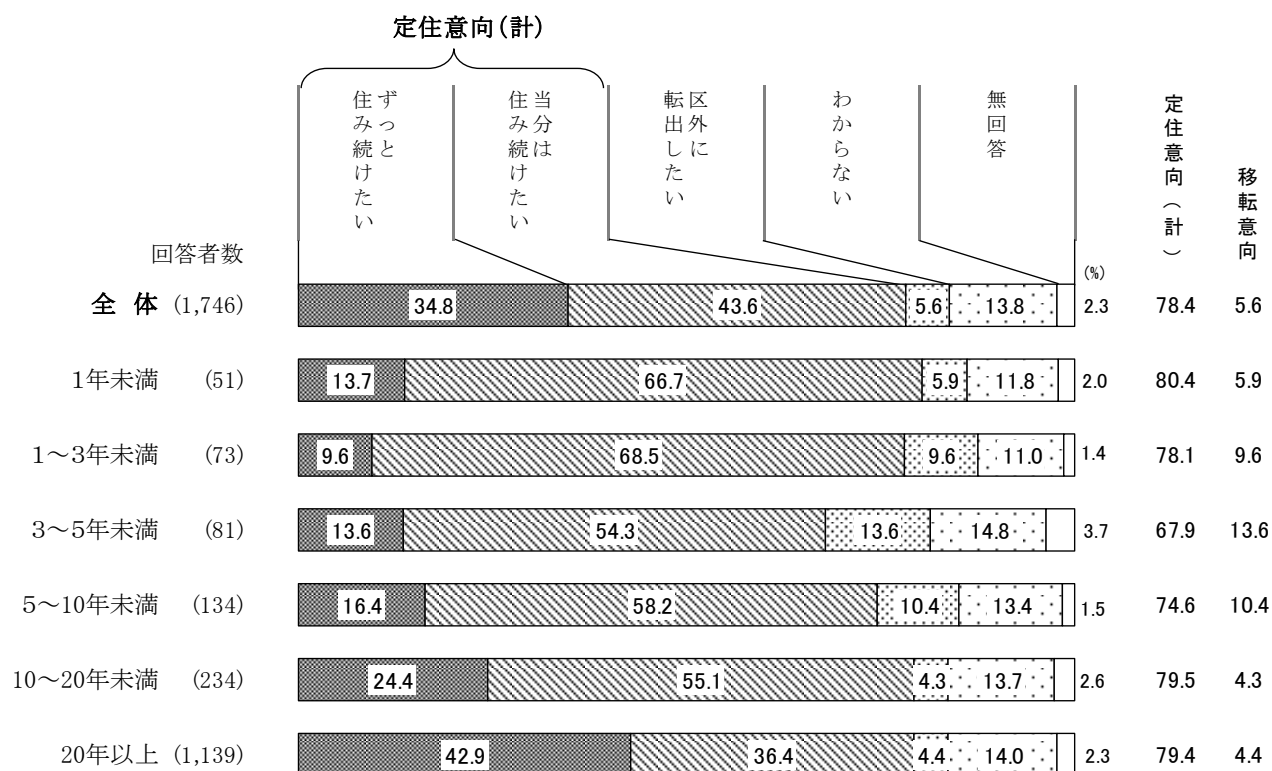 定住意向(計)
ずっと
住み続けたい
当分は
住み続けたい
区外に
転出したい
わからない
無回答
定住意向(計)
移転意向
回答者数
(%)
全 体 (1,746) 34.8 43.6 5.6 13.8 2.3 78.4 5.6
1年未満 (51) 13.7 66.7 5.9 11.8 2.0 80.4 5.9
1～3年未満 (73) 9.6 68.5 9.6 11.0 1.4 78.1 9.6
3～5年未満 (81) 13.6 54.3 13.6 14.8 3.7 67.9 13.6
5～10年未満 (134) 16.4 58.2 10.4 13.4 1.5 74.6 10.4
10～20年未満 (234) 24.4 55.1 4.3 13.7 2.6 79.5 4.3
20年以上 (1,139) 42.9 36.4 4.4 14.0 2.3 79.4 4.4